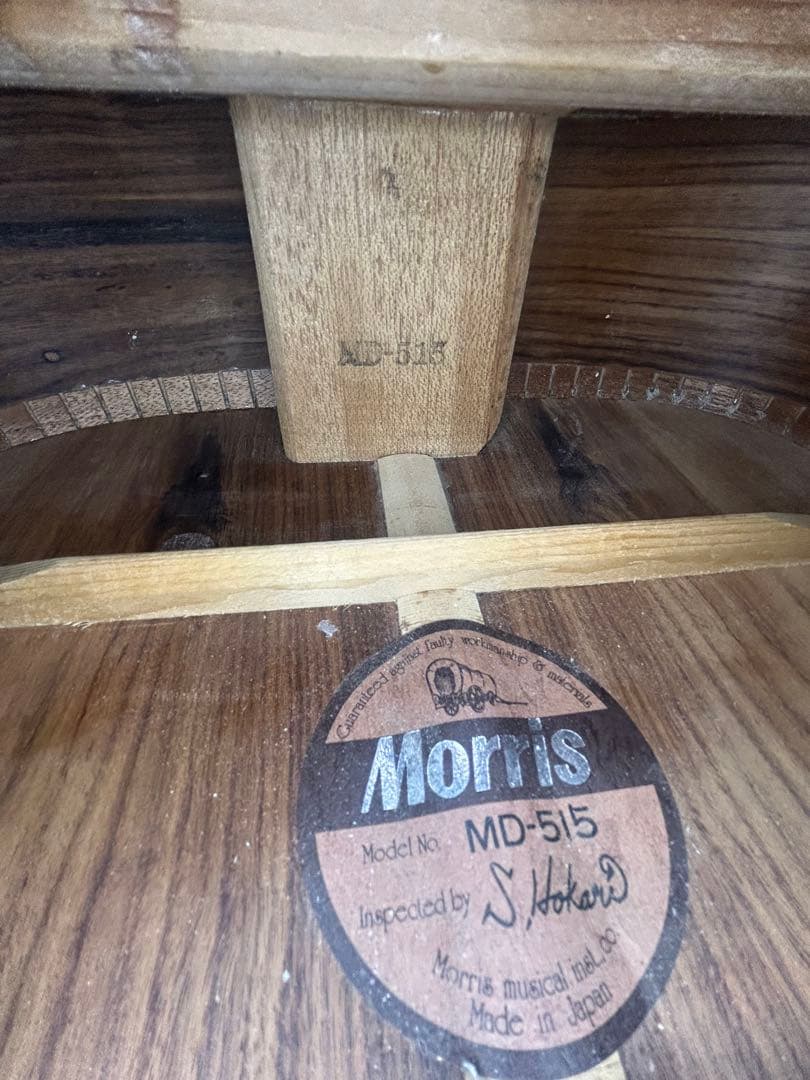 MD-515
Guaranteed against faulty workmanship & materials
Morris
Model No. MD-515
Inspected by S. Hokari
Morris musical inst. co
Made in Japan